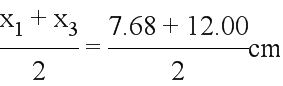 x₁ + x₃ / 2 = 7.68 + 12.00 / 2 cm